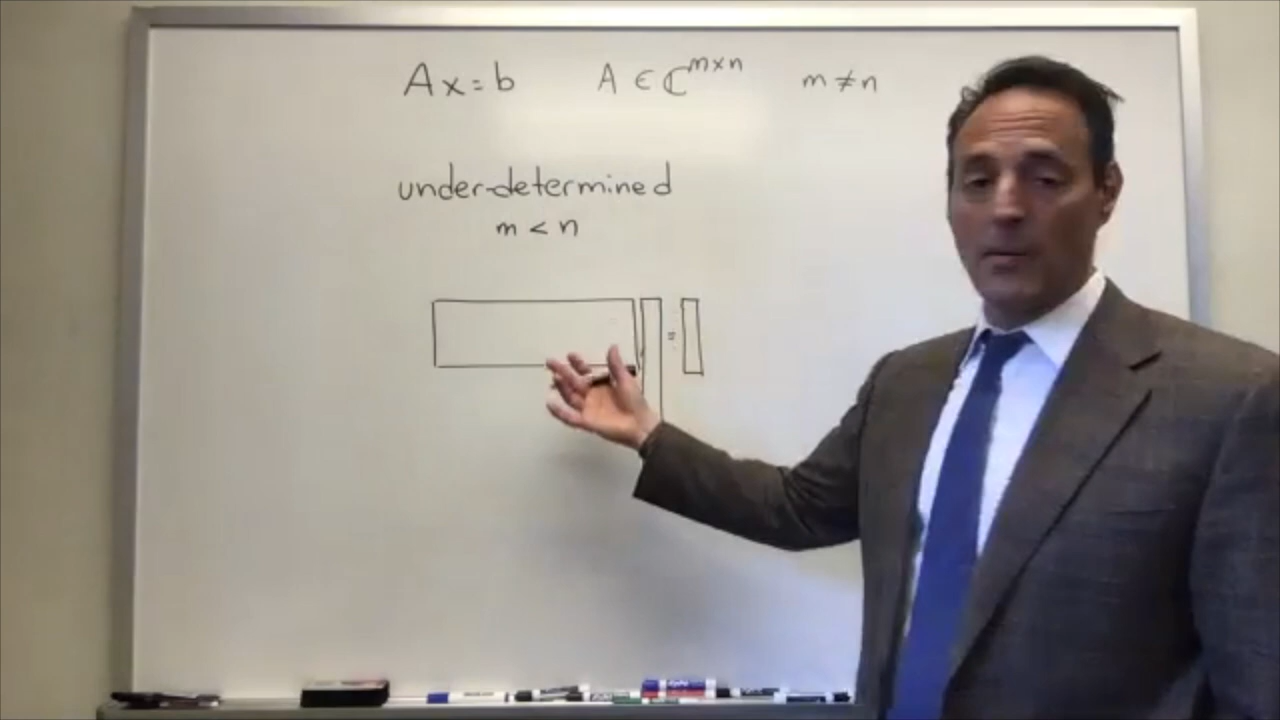 Ax = b A ∈ ℂ^{m×n} m ≠ n
under-determined
m < n
=